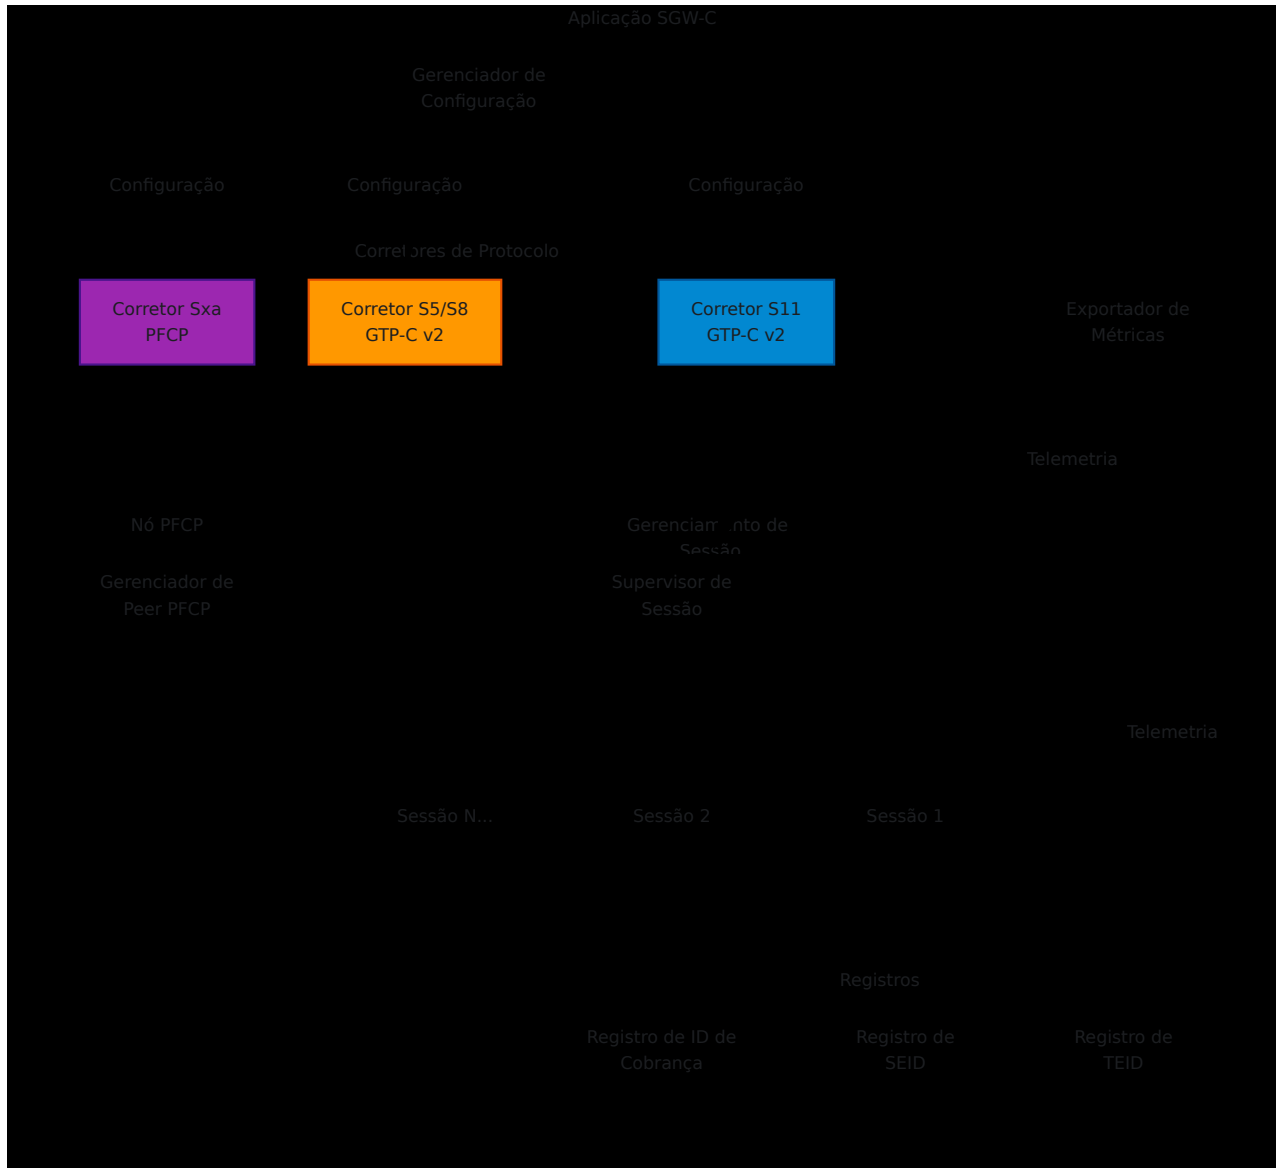 Aplicação SGW-C
Gerenciador de
Configuração
Configuração
Configuração
Configuração
Corretores de Protocolo
Corretor Sxa
PFCP
Corretor S5/S8
GTP-C v2
Corretor S11
GTP-C v2
Exportador de
Métricas
Telemetria
Nó PFCP
Gerenciamento de
Sessão
Gerenciador de
Peer PFCP
Supervisor de
Sessão
Telemetria
Sessão N...
Sessão 2
Sessão 1
Registros
Registro de ID de
Cobrança
Registro de
SEID
Registro de
TEID